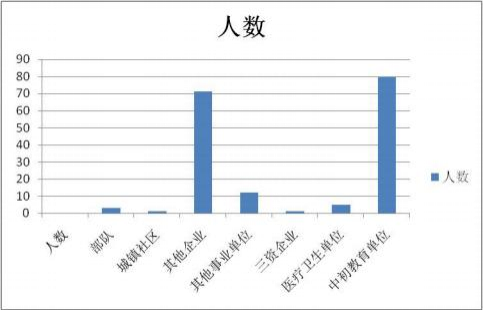 人数
90
80
70
60
50
40
30
20
10
0
人数
部队
城镇社区
其他企业
其他事业单位
三资企业
医疗卫生单位
中初教育单位
人数